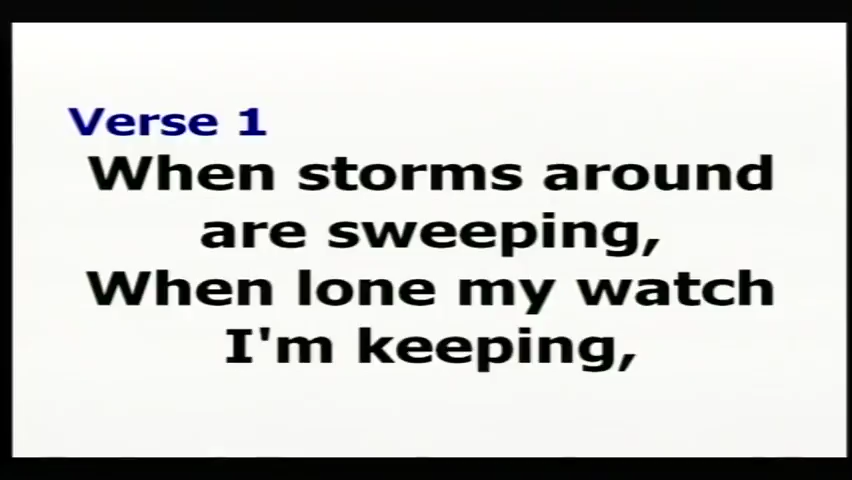 Verse 1
When storms around
are sweeping,
When lone my watch
I'm keeping,